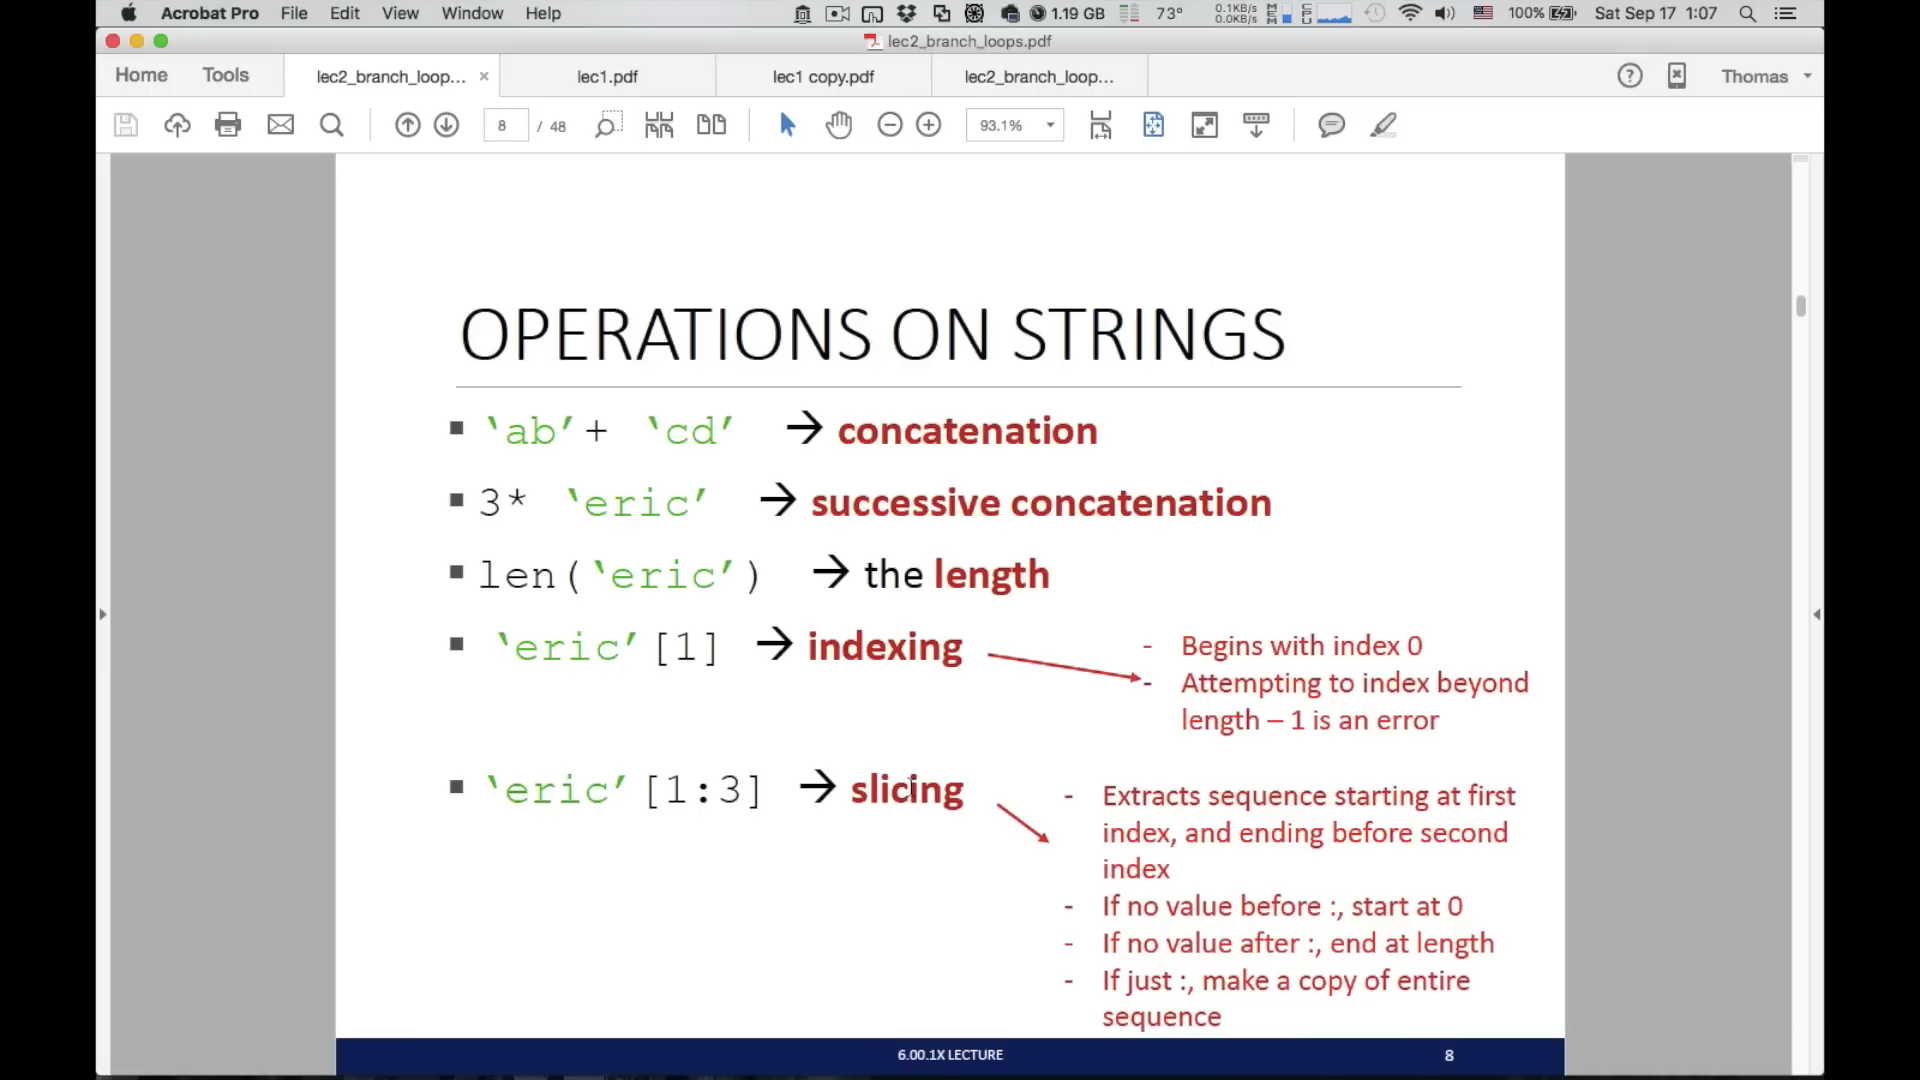 Acrobat Pro File Edit View Window Help 1.19 GB 73° 0.1KB/s 0.0KB/s 100% Sat Sep 17 1:07
lec2_branch_loops.pdf
Home Tools lec2_branch_loop... × lec1.pdf lec1 copy.pdf lec2_branch_loop... Thomas
8 / 48 93.1%
OPERATIONS ON STRINGS
▪ ‘ab’+ ‘cd’ → concatenation
▪ 3* ‘eric’ → successive concatenation
▪ len(‘eric’) → the length
▪ ‘eric’[1] → indexing
- Begins with index 0
- Attempting to index beyond
length – 1 is an error
▪ ‘eric’[1:3] → slicing
- Extracts sequence starting at first
index, and ending before second
index
- If no value before :, start at 0
- If no value after :, end at length
- If just :, make a copy of entire
sequence
6.00.1X LECTURE 8